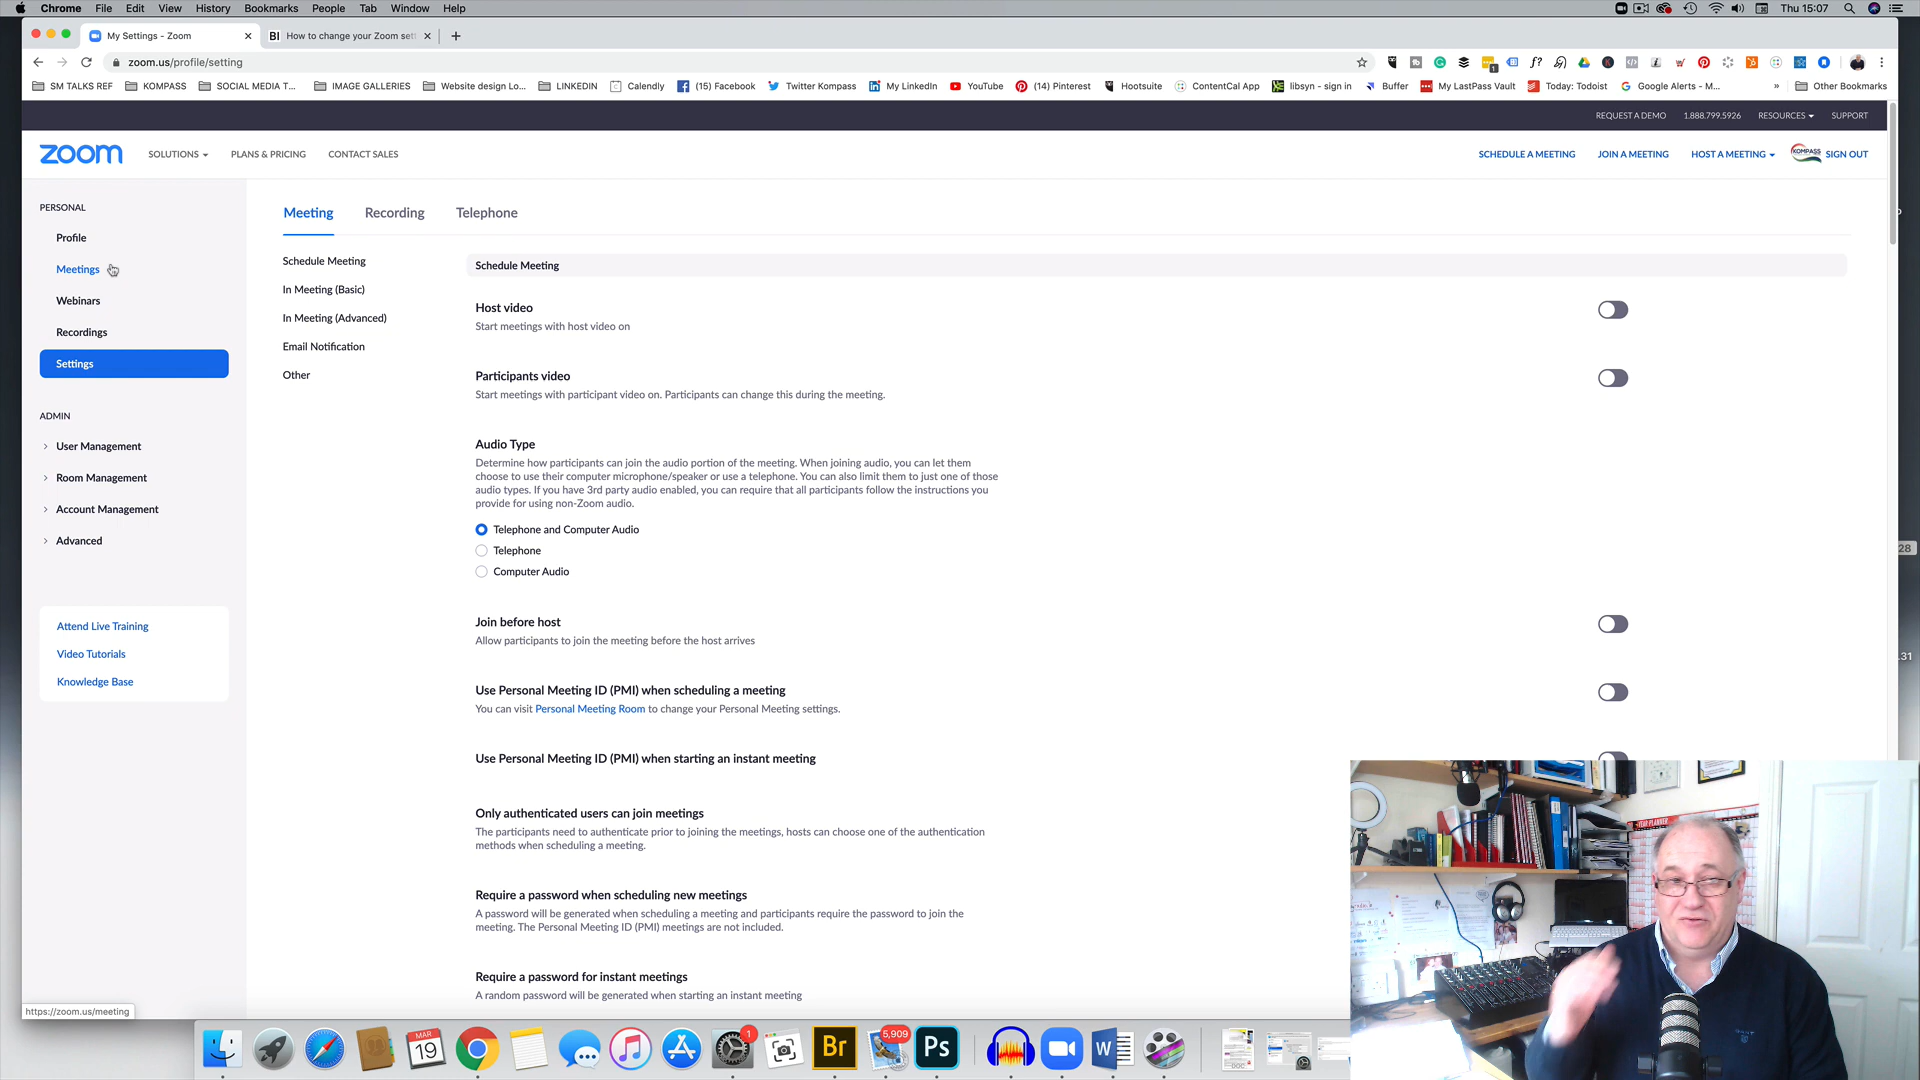 Chrome File Edit View History Bookmarks People Tab Window Help
Thu 15:07
My Settings - Zoom
BI How to change your Zoom set
zoom.us/profile/setting
SM TALKS REF KOMPASS SOCIAL MEDIA T... IMAGE GALLERIES Website design Lo... LINKEDIN Calendly (15) Facebook Twitter Kompass My LinkedIn YouTube (14) Pinterest Hootsuite ContentCal App libsyn - sign in Buffer My LastPass Vault Today: Todoist Google Alerts - M... » Other Bookmarks
REQUEST A DEMO 1.888.799.5926 RESOURCES SUPPORT
zoom SOLUTIONS PLANS & PRICING CONTACT SALES
SCHEDULE A MEETING JOIN A MEETING HOST A MEETING KOMPASS SIGN OUT
PERSONAL
Profile
Meetings
Webinars
Recordings
Settings
ADMIN
User Management
Room Management
Account Management
Advanced
Attend Live Training
Video Tutorials
Knowledge Base
Meeting Recording Telephone
Schedule Meeting
In Meeting (Basic)
In Meeting (Advanced)
Email Notification
Other
Schedule Meeting
Host video
Start meetings with host video on
Participants video
Start meetings with participant video on. Participants can change this during the meeting.
Audio Type
Determine how participants can join the audio portion of the meeting. When joining audio, you can let them
choose to use their computer microphone/speaker or use a telephone. You can also limit them to just one of those
audio types. If you have 3rd party audio enabled, you can require that all participants follow the instructions you
provide for using non-Zoom audio.
Telephone and Computer Audio
Telephone
Computer Audio
Join before host
Allow participants to join the meeting before the host arrives
Use Personal Meeting ID (PMI) when scheduling a meeting
You can visit Personal Meeting Room to change your Personal Meeting settings.
Use Personal Meeting ID (PMI) when starting an instant meeting
Only authenticated users can join meetings
The participants need to authenticate prior to joining the meetings, hosts can choose one of the authentication
methods when scheduling a meeting.
Require a password when scheduling new meetings
A password will be generated when scheduling a meeting and participants require the password to join the
meeting. The Personal Meeting ID (PMI) meetings are not included.
Require a password for instant meetings
A random password will be generated when starting an instant meeting
https://zoom.us/meeting
28
.31
YEAR PLANNER
MAR
19
1
Br
5,909
Ps
W
DOC